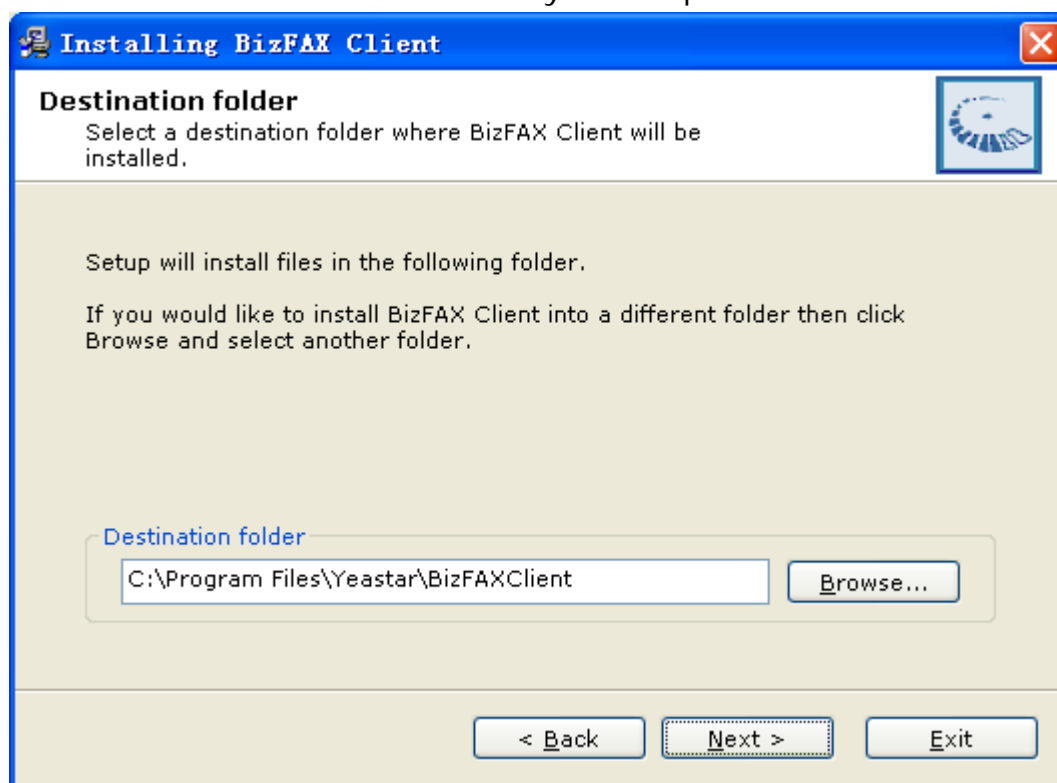 Installing BizFAX Client
Destination folder
Select a destination folder where BizFAX Client will be
installed.
Setup will install files in the following folder.
If you would like to install BizFAX Client into a different folder then click
Browse and select another folder.
Destination folder
C:\Program Files\Yeastar\BizFAXClient
Browse...
< Back
Next >
Exit